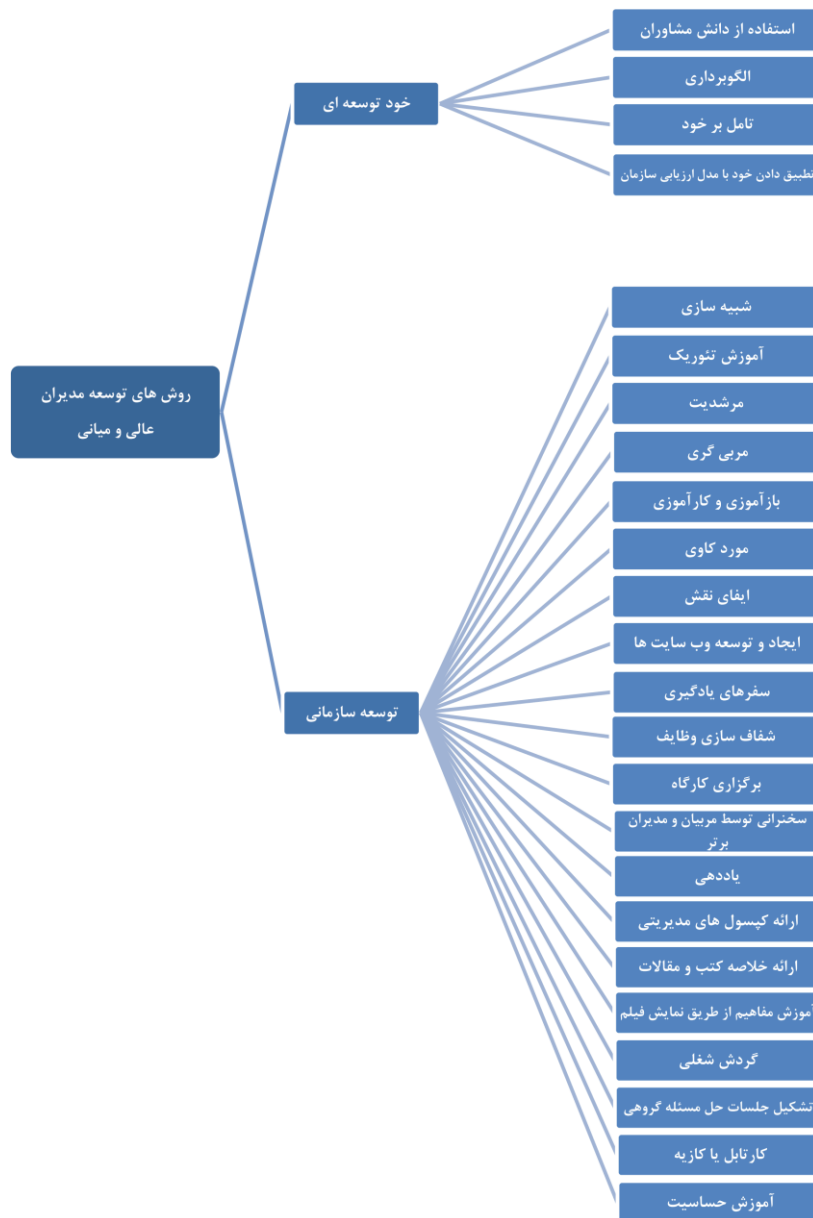 استفاده از دانش مشاوران
الگوبرداری
خود توسعه ای
تامل بر خود
تطبیق دادن خود با مدل ارزیابی سازمان
شبیه سازی
آموزش تئوریک
روش های توسعه مدیران
عالی و میانی
مرشدیت
مربی گری
بازآموزی و کارآموزی
مورد کاوی
ایفای نقش
ایجاد و توسعه وب سایت ها
سفرهای یادگیری
توسعه سازمانی
شفاف سازی وظایف
برگزاری کارگاه
سخنرانی توسط مربیان و مدیران
برتر
یاددهی
ارائه کپسول های مدیریتی
ارائه خلاصه کتب و مقالات
آموزش مفاهیم از طریق نمایش فیلم
گردش شغلی
تشکیل جلسات حل مسئله گروهی
کارتابل یا کازیه
آموزش حساسیت